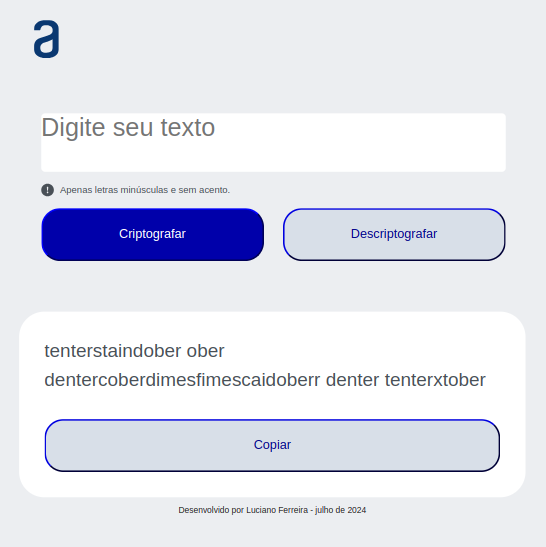 a
Digite seu texto
Apenas letras minúsculas e sem acento.
Criptografar
Descriptografar
tenterstaindober ober
dentercoberdimesfimescaidoberr denter tenterxtober
Copiar
Desenvolvido por Luciano Ferreira - julho de 2024